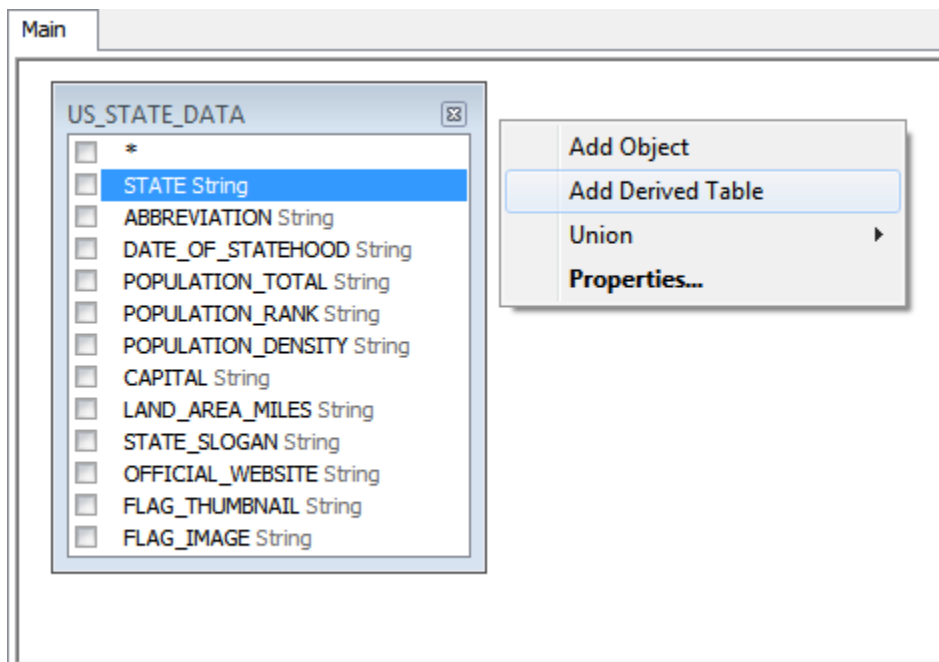 Main
US_STATE_DATA
*
STATE String
ABBREVIATION String
DATE_OF_STATEHOOD String
POPULATION_TOTAL String
POPULATION_RANK String
POPULATION_DENSITY String
CAPITAL String
LAND_AREA_MILES String
STATE_SLOGAN String
OFFICIAL_WEBSITE String
FLAG_THUMBNAIL String
FLAG_IMAGE String
Add Object
Add Derived Table
Union
Properties...